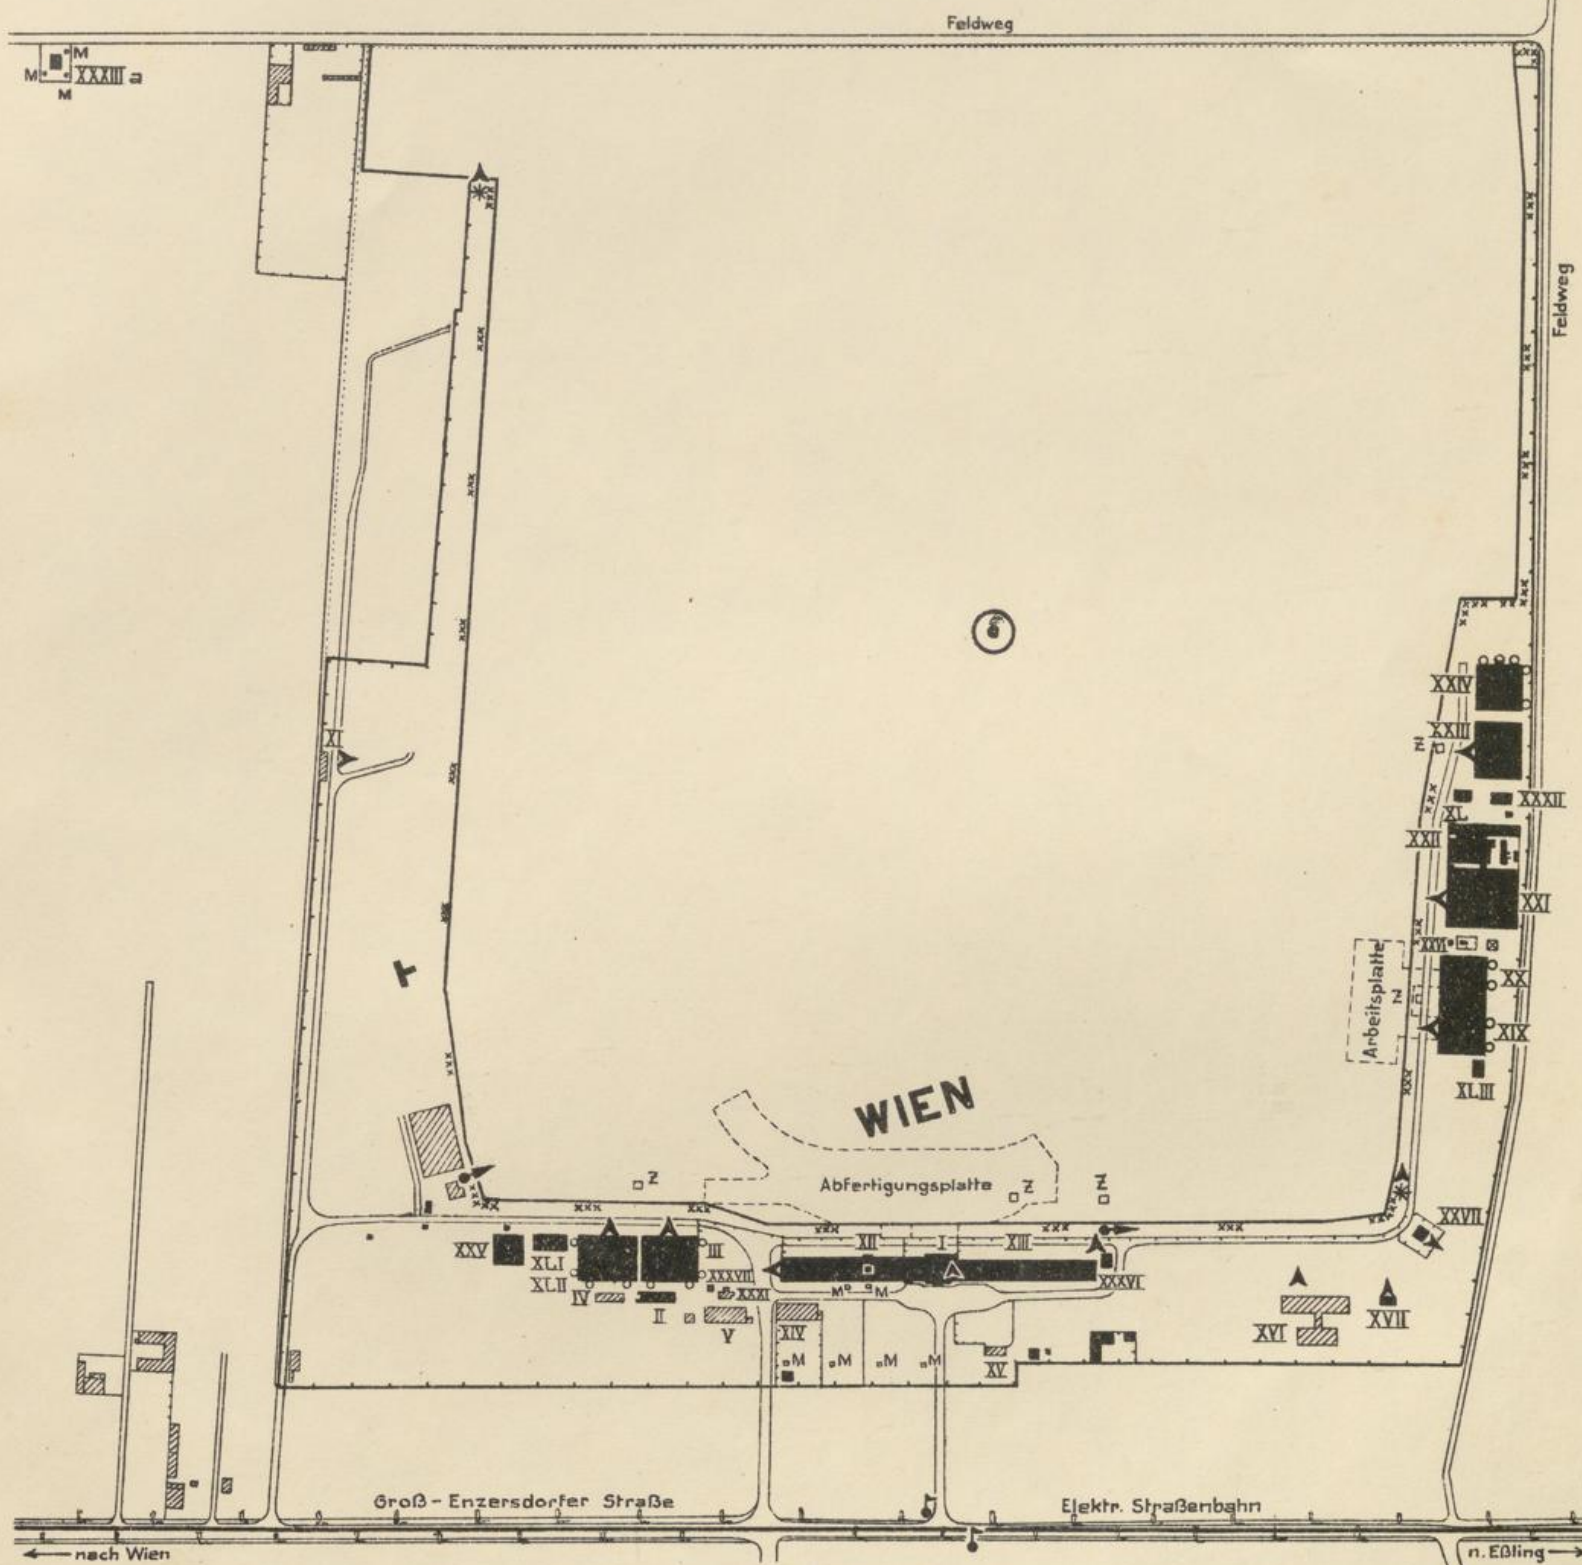 Feldweg
M
M XXXIII a
M
Feldweg
XXIV
XXIII
Z
XI
XXXII
XL
XXII
XXI
XXVI
Arbeitsplatte
Z
XX
XIX
XLIII
WIEN
Abfertigungsplatte
Z
Z
Z
XXVII
XXV
XLI
XLII
III
XII
I
XIII
XXXVII
XXXVI
IV
XXXI
M M
II
V
XIV
XVI
XVII
M M M M
XV
Groß-Enzersdorfer Straße
Elektr. Straßenbahn
← nach Wien
n. Eßling →